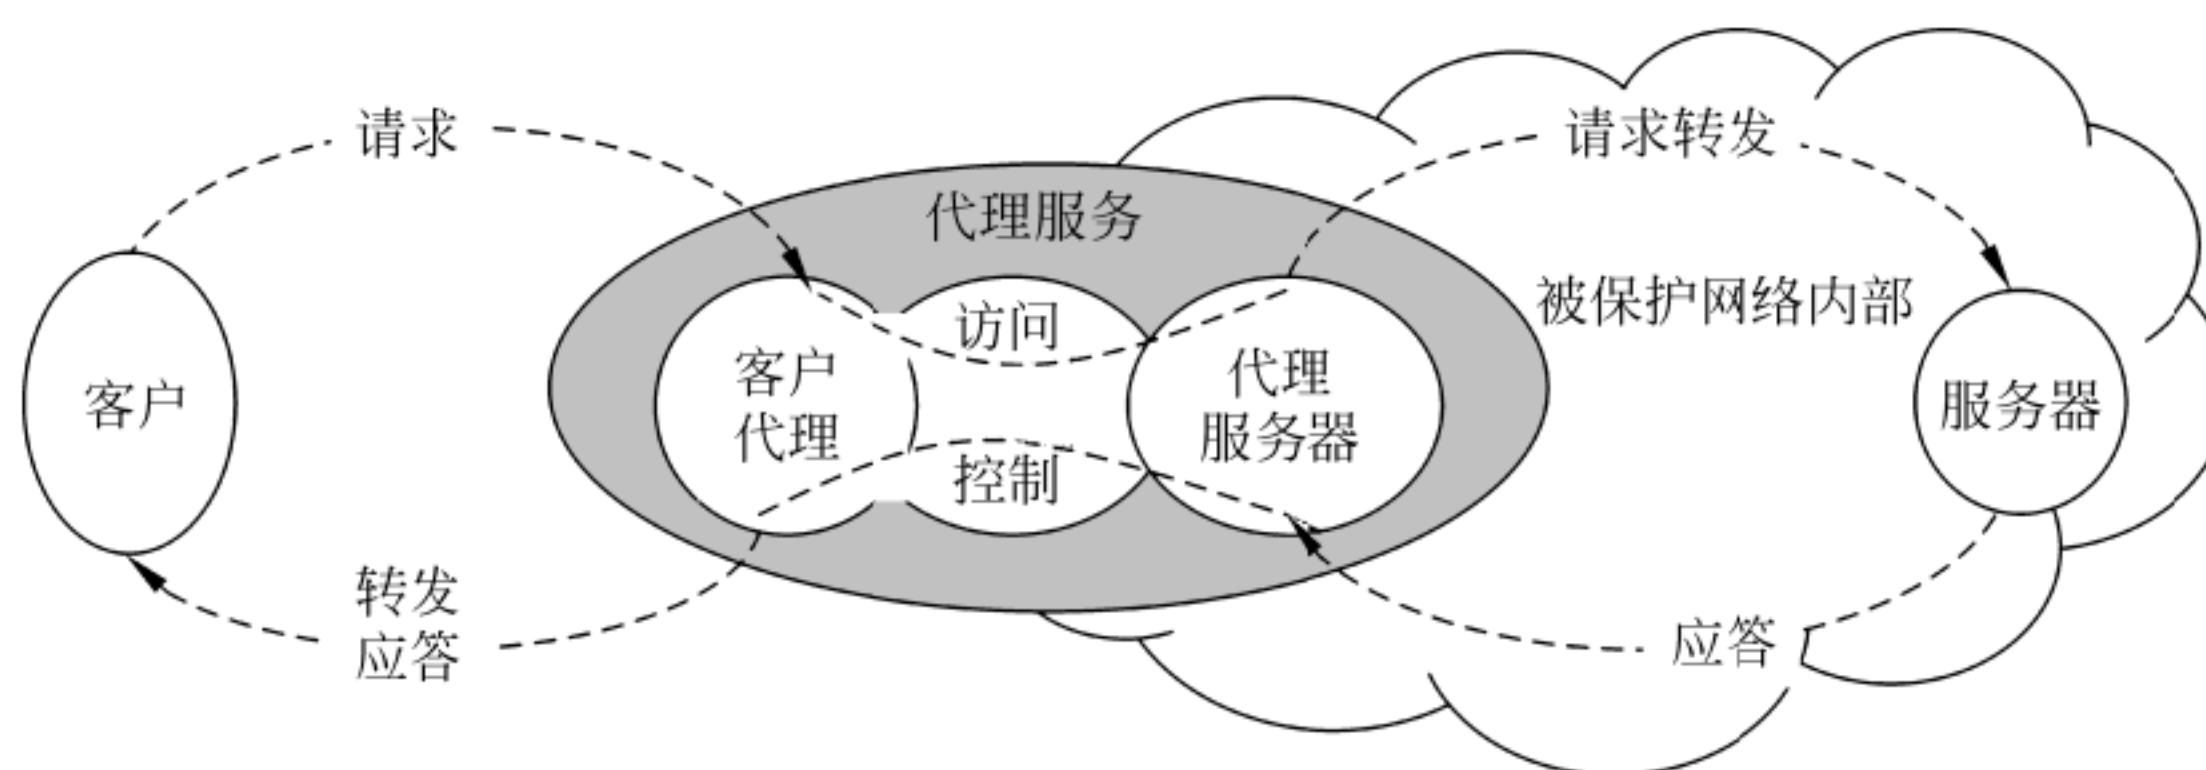 请求
请求转发
代理服务
访问
被保护网络内部
客户
客户
代理
代理
服务器
服务器
控制
转发
应答
应答